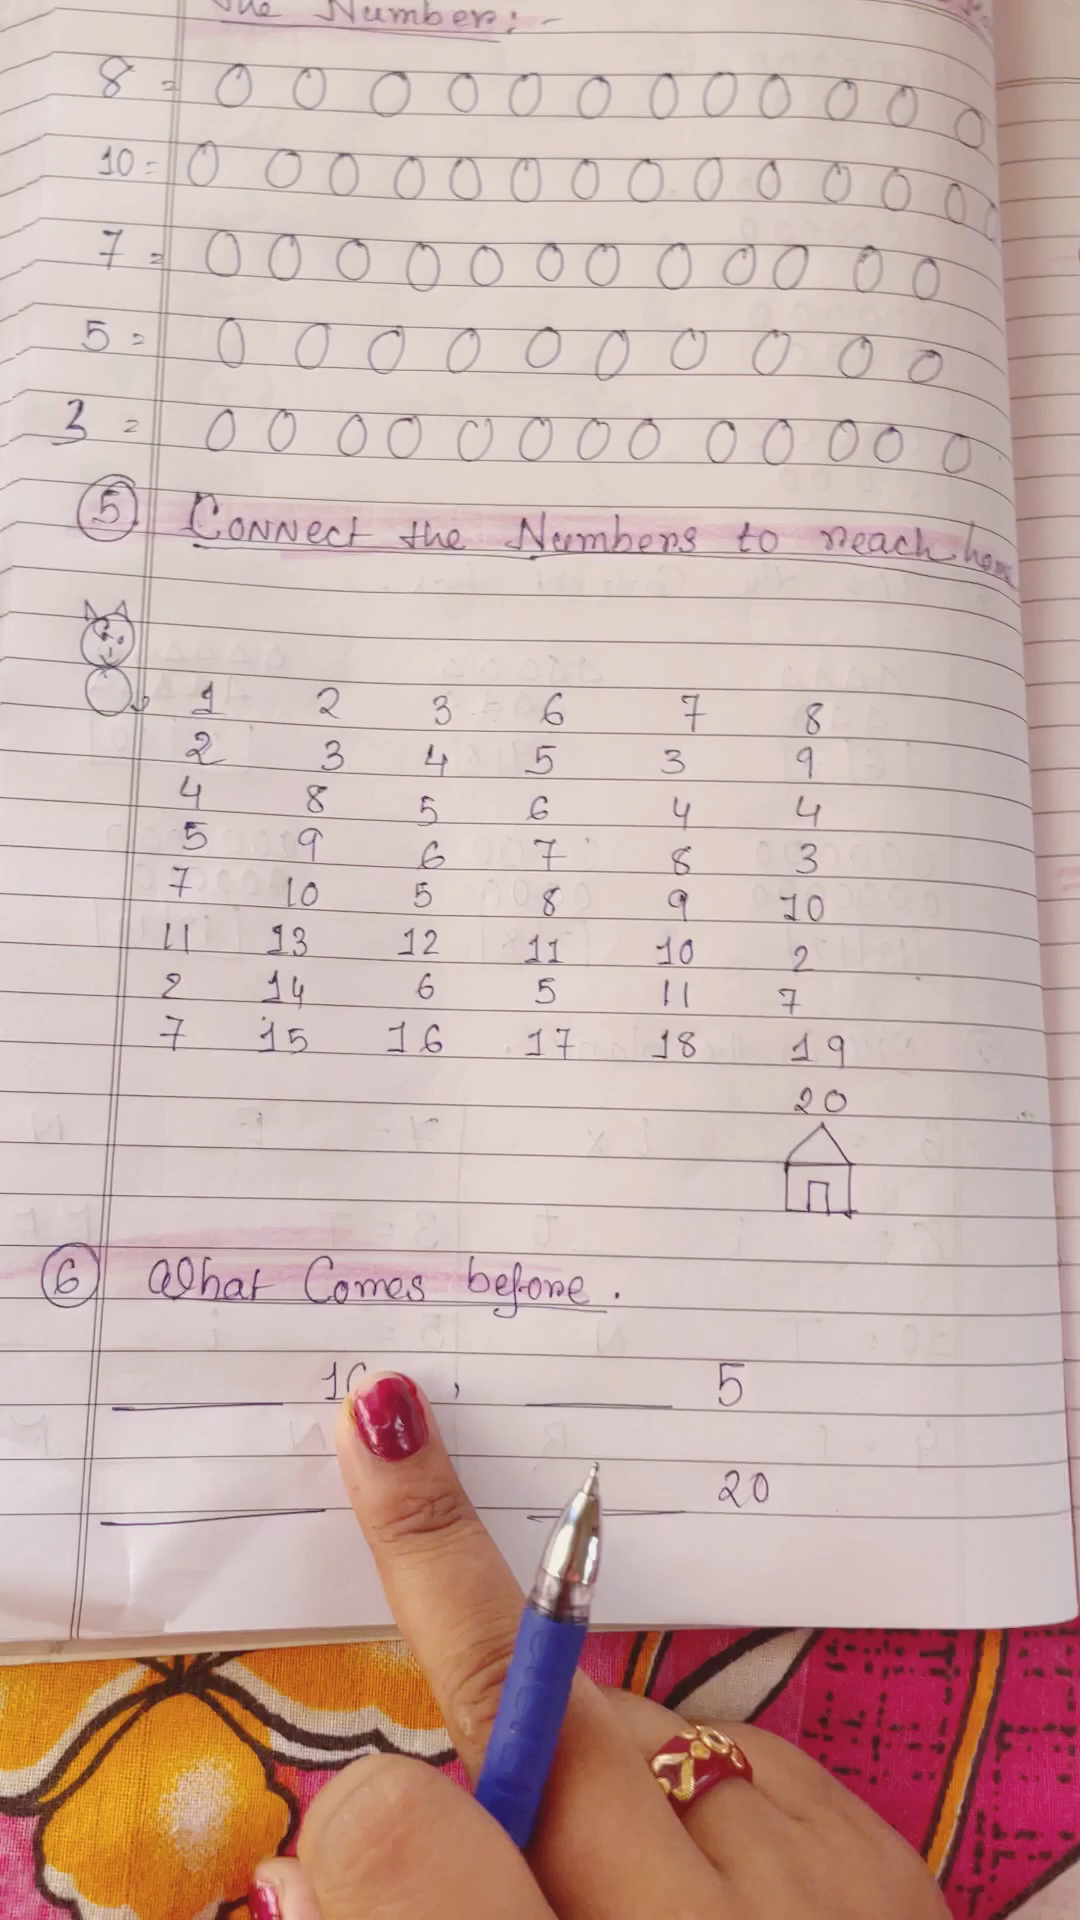 the Number:-
8 = 0 0 0 0 0 0 0 0 0 0 0 0
10 = 0 0 0 0 0 0 0 0 0 0 0 0 0 0
7 = 0 0 0 0 0 0 0 0 0 0 0 0
5 = 0 0 0 0 0 0 0 0 0 0
3 = 0 0 0 0 0 0 0 0 0 0 0 0 0
5 Connect the Numbers to reach home
1 2 3 6 7 8
2 3 4 5 3 9
4 8 5 6 4 4
5 9 6 7 8 3
7 10 5 8 9 10
11 13 12 11 10 2
2 14 6 5 11 7
7 15 16 17 18 19
20
6 What Comes before.
____ , ____ 5
____ ____ 20